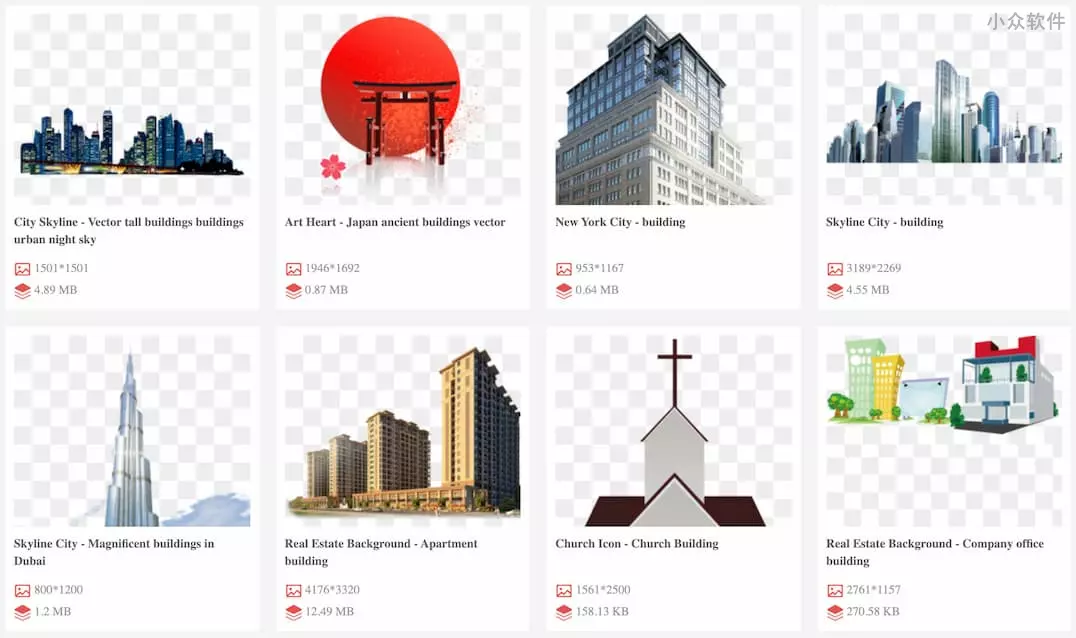 小众软件
City Skyline - Vector tall buildings buildings
urban night sky
1501*1501
4.89 MB
Art Heart - Japan ancient buildings vector
1946*1692
0.87 MB
New York City - building
953*1167
0.64 MB
Skyline City - building
3189*2269
4.55 MB
Skyline City - Magnificent buildings in
Dubai
800*1200
1.2 MB
Real Estate Background - Apartment
building
4176*3320
12.49 MB
Church Icon - Church Building
1561*2500
158.13 KB
Real Estate Background - Company office
building
2761*1157
270.58 KB